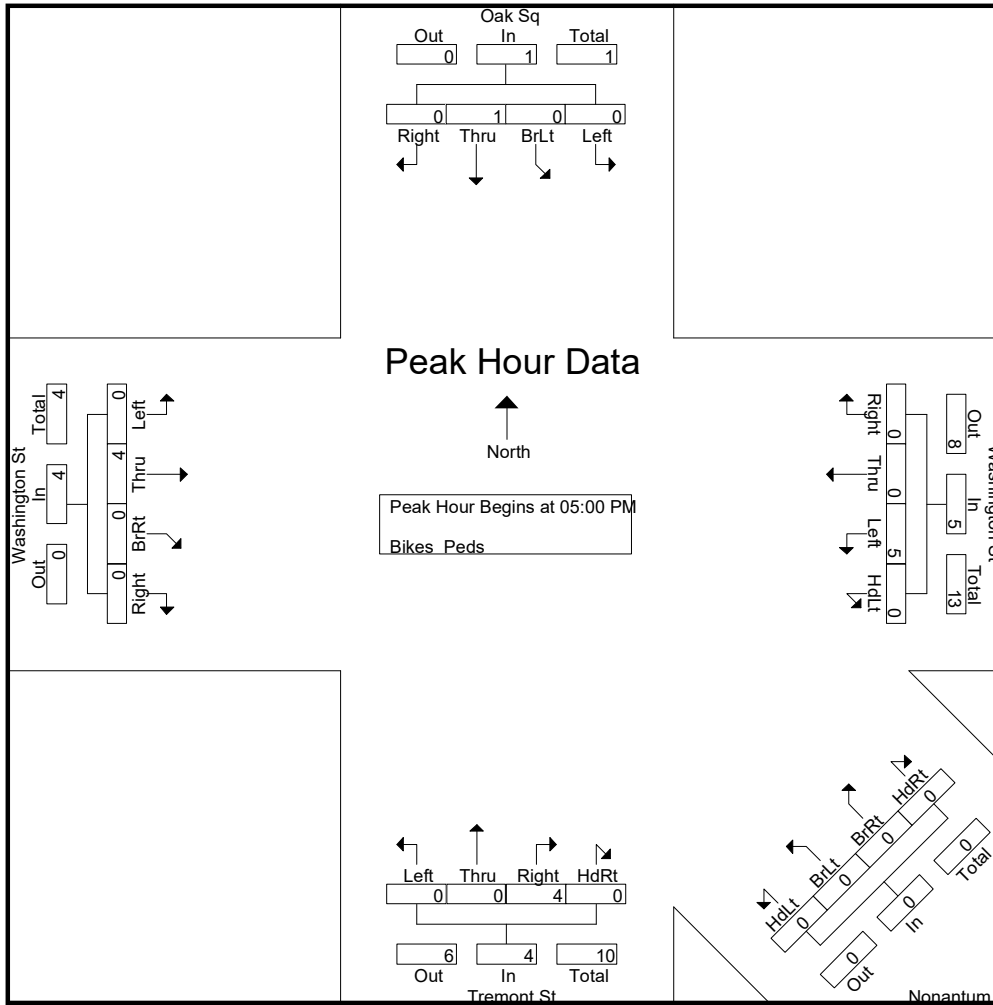 Oak Sq
Out In Total
0 1 1
0 1 0 0
Right Thru BrLt Left
Peak Hour Data
North
Peak Hour Begins at 05:00 PM
Bikes Peds
Washington St
Total In Out
4 4 0
0 4 0 0
Left Thru BrRt Right
Washington St
Out In Total
8 5 13
0 0 5 0
Right Thru Left HdLt
Left Thru Right HdRt
0 0 4 0
6 4 10
Out In Total
Tremont St
HdLt BrLt BrRt HdRt
0 0 0 0
0 0 0
Out In Total
Nonantum